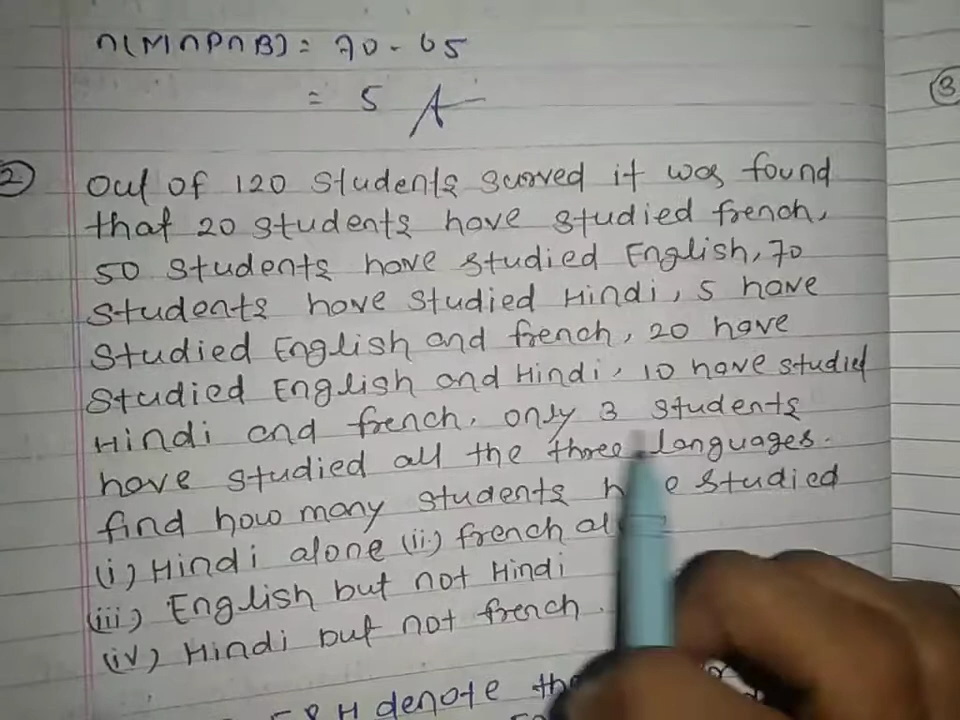 n(M∩P∩B) = 70 - 65
= 5 A
(3)
(2) Out of 120 students surved it was found
that 20 students have studied french,
50 students have studied English, 70
students have studied Hindi, 5 have
studied English and french, 20 have
studied English and Hindi, 10 have studied
Hindi and french. only 3 students
have studied all the three languages.
find how many students studied
(i) Hindi alone (ii) french
(iii) English but not Hindi
(iv) Hindi but not french.
H denote